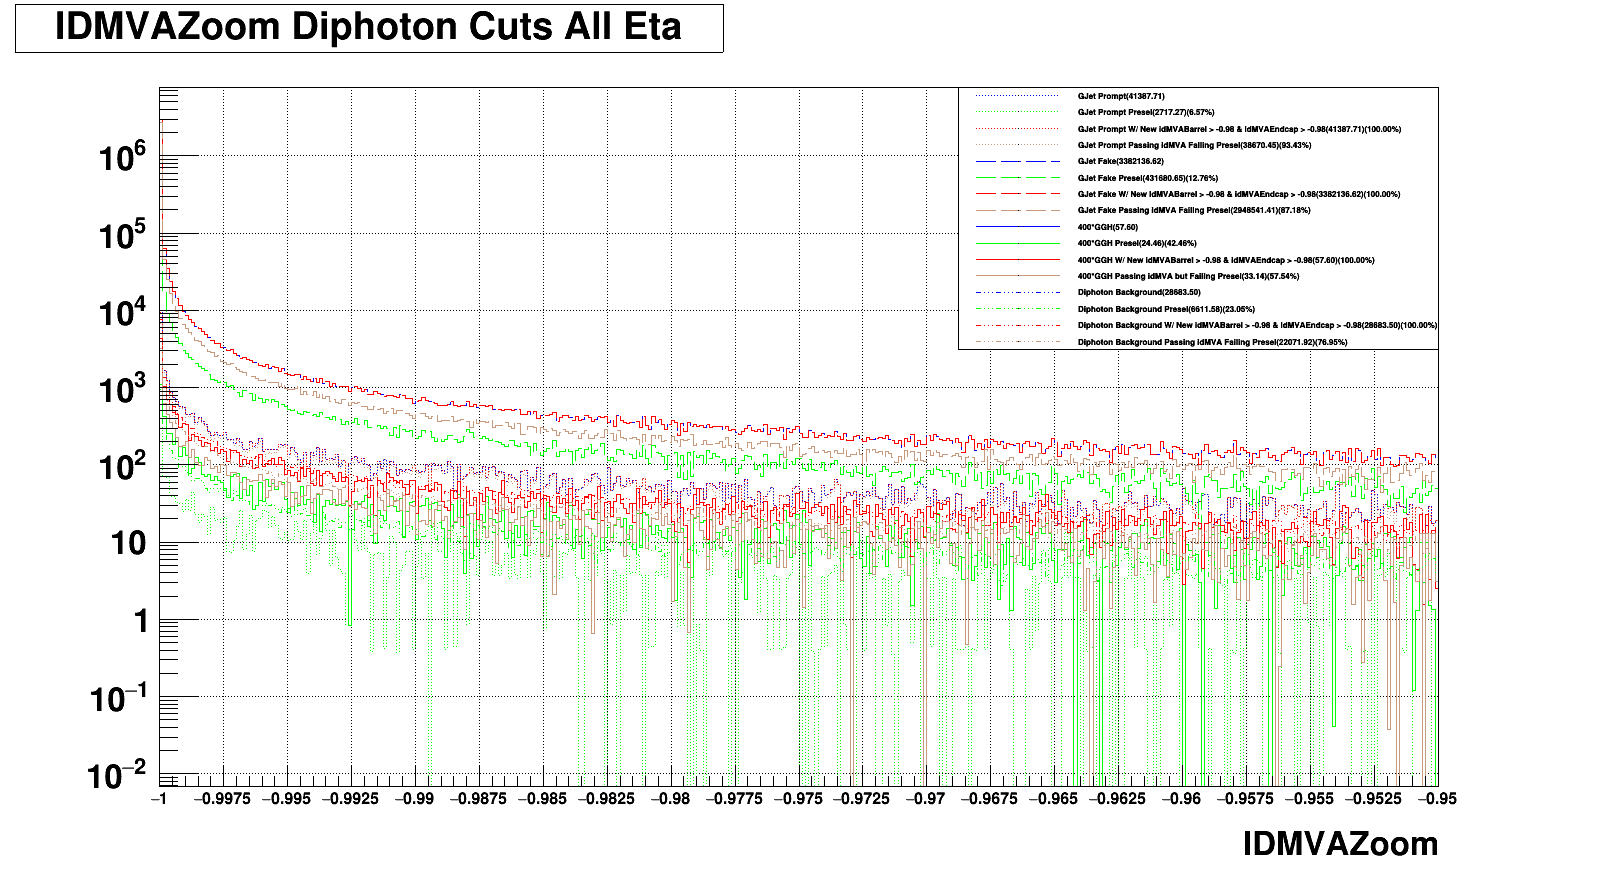 IDMVAZoom Diphoton Cuts All Eta
GJet Prompt(41387.71)
GJet Prompt Presel(2717.27)(6.57%)
GJet Prompt W/ New idMVABarrel > -0.98 & idMVAEndcap > -0.98(41387.71)(100.00%)
GJet Prompt Passing idMVA Failing Presel(38670.45)(93.43%)
GJet Fake(3382136.62)
GJet Fake Presel(431680.65)(12.76%)
GJet Fake W/ New idMVABarrel > -0.98 & idMVAEndcap > -0.98(3382136.62)(100.00%)
GJet Fake Passing idMVA Failing Presel(2948541.41)(87.18%)
400*GGH(57.60)
400*GGH Presel(24.46)(42.46%)
400*GGH W/ New idMVABarrel > -0.98 & idMVAEndcap > -0.98(57.60)(100.00%)
400*GGH Passing idMVA but Failing Presel(33.14)(57.54%)
Diphoton Background(28683.50)
Diphoton Background Presel(6611.58)(23.05%)
Diphoton Background W/ New idMVABarrel > -0.98 & idMVAEndcap > -0.98(28683.50)(100.00%)
Diphoton Background Passing idMVA Failing Presel(22071.92)(76.95%)
10⁶
10⁵
10⁴
10³
10²
10
1
10⁻¹
10⁻²
−1 −0.9975 −0.995 −0.9925 −0.99 −0.9875 −0.985 −0.9825 −0.98 −0.9775 −0.975 −0.9725 −0.97 −0.9675 −0.965 −0.9625 −0.96 −0.9575 −0.955 −0.9525 −0.95
IDMVAZoom